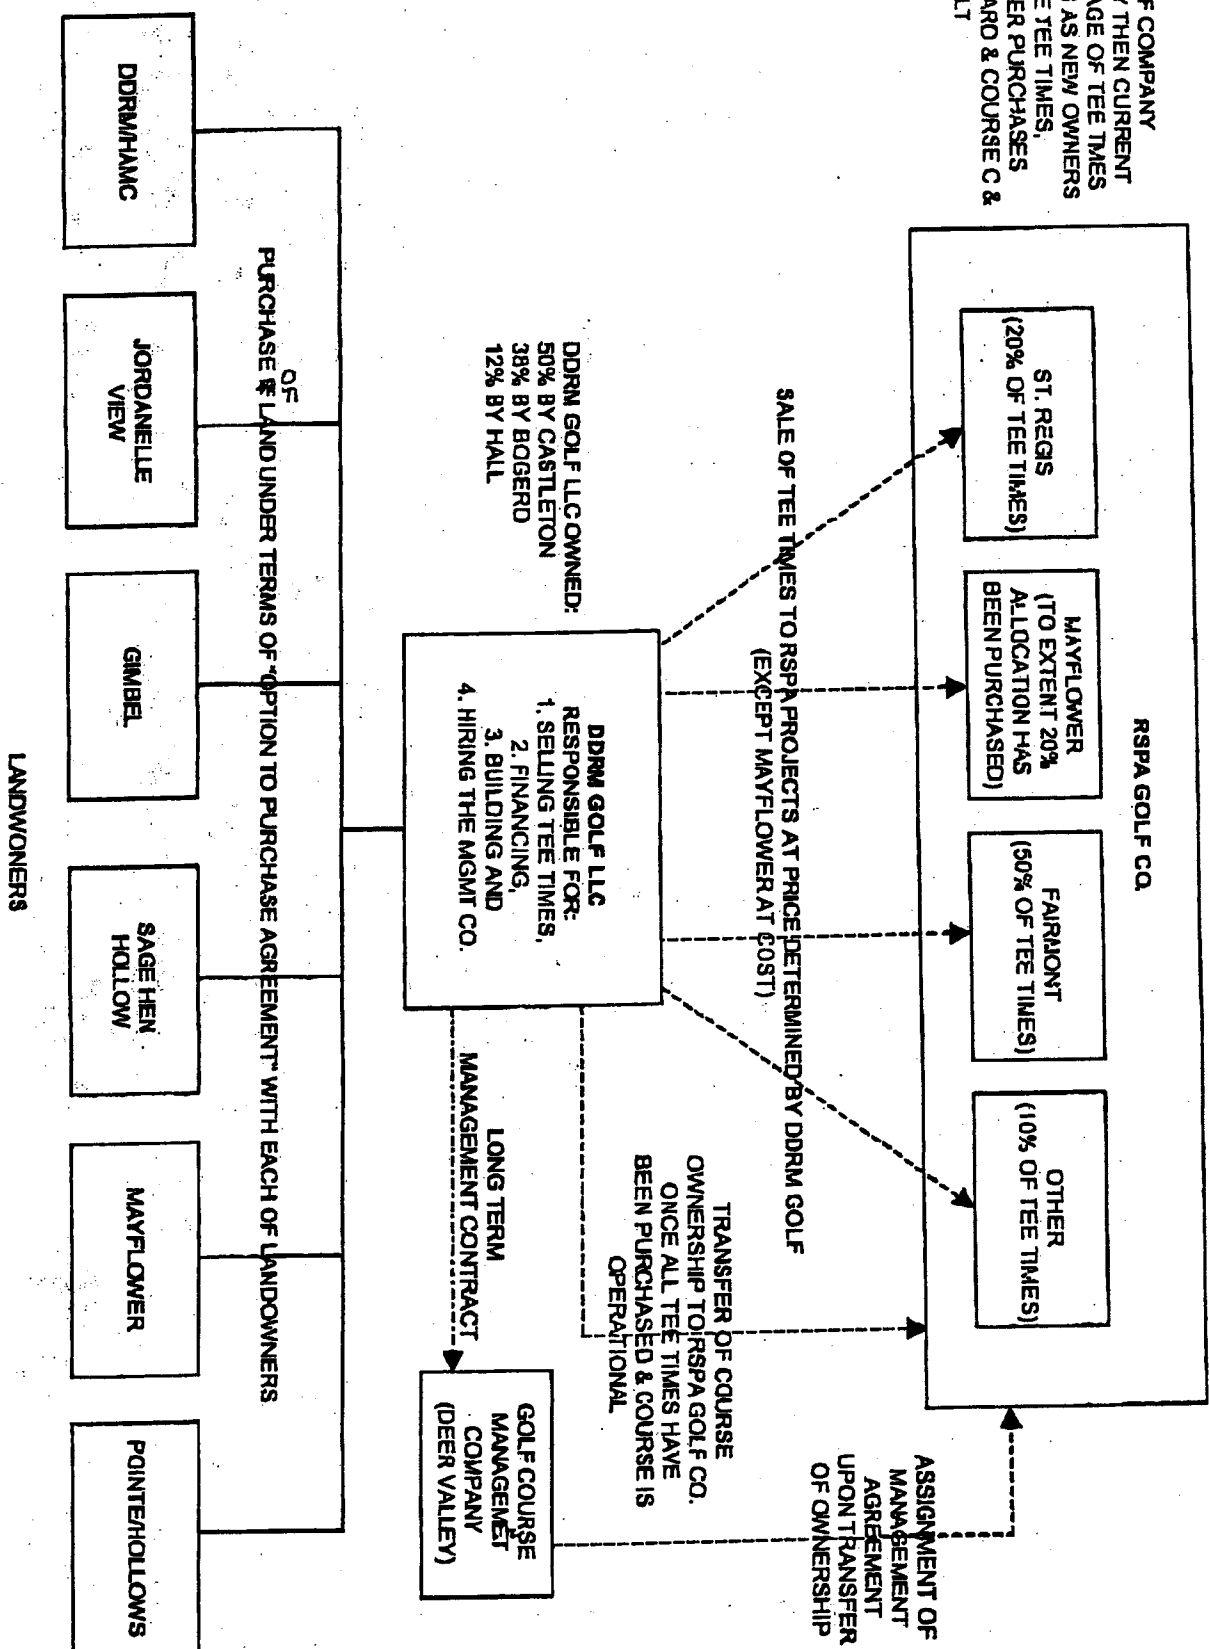 F COMPANY
Y THEN CURRENT
AGE OF TEE TMES
G AS NEW OWNERS
E TEE TIMES,
ER PURCHASES
ARD & COURSE C &
LT
RSPA GOLF CO.
ST. REGIS
(20% OF TEE TIMES)
MAYFLOWER
(TO EXTENT 20%
ALLOCATION HAS
BEEN PURCHASED)
FAIRMONT
(50% OF TEE TIMES)
OTHER
(10% OF TEE TIMES)
ASSIGNMENT OF
MANAGEMENT
AGREEMENT
UPON TRANSFER
OF OWNERSHIP
SALE OF TEE TIMES TO RSPA PROJECTS AT PRICE DETERMINED BY DDRM GOLF
(EXCEPT MAYFLOWER AT COST)
TRANSFER OF COURSE
OWNERSHIP TO RSPA GOLF CO.
ONCE ALL TEE TIMES HAVE
BEEN PURCHASED & COURSE IS
OPERATIONAL
DDRM GOLF LLC OWNED:
50% BY CASTLETON
38% BY BOGERD
12% BY HALL
DDRM GOLF LLC
RESPONSIBLE FOR:
1. SELLING TEE TIMES,
2. FINANCING,
3. BUILDING AND
4. HIRING THE MGMT CO.
LONG TERM
MANAGEMENT CONTRACT
GOLF COURSE
MANAGEMET
COMPANY
(DEER VALLEY)
PURCHASE OF LAND UNDER TERMS OF "OPTION TO PURCHASE AGREEMENT" WITH EACH OF LANDOWNERS
DDRM/HAMC
JORDANELLE
VIEW
GIMBEL
SAGE HEN
HOLLOW
MAYFLOWER
POINTE/HOLLOWS
LANDWONERS